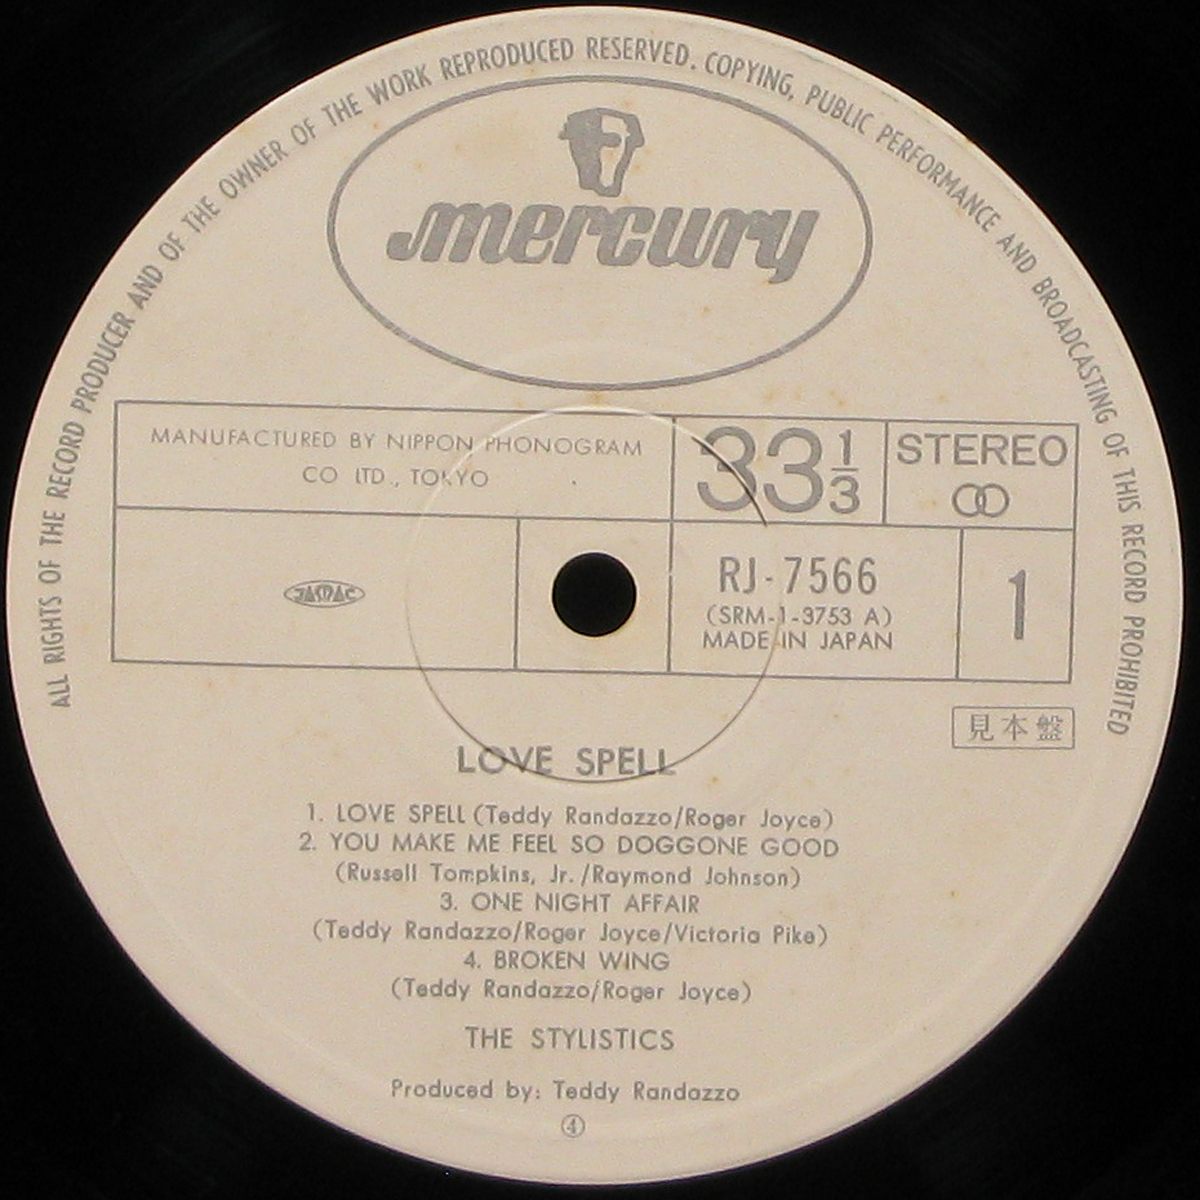 ALL RIGHTS OF THE RECORD PRODUCER AND OF THE OWNER OF THE WORK REPRODUCED RESERVED. COPYING, PUBLIC PERFORMANCE AND BROADCASTING OF THIS RECORD PROHIBITED
mercury
MANUFACTURED BY NIPPON PHONOGRAM
CO LTD., TOKYO
33 1/3
STEREO
JASRAC
RJ-7566
(SRM-1-3753 A)
MADE IN JAPAN
1
見本盤
LOVE SPELL
1. LOVE SPELL (Teddy Randazzo/Roger Joyce)
2. YOU MAKE ME FEEL SO DOGGONE GOOD
(Russell Tompkins, Jr./Raymond Johnson)
3. ONE NIGHT AFFAIR
(Teddy Randazzo/Roger Joyce/Victoria Pike)
4. BROKEN WING
(Teddy Randazzo/Roger Joyce)
THE STYLISTICS
Produced by: Teddy Randazzo
④